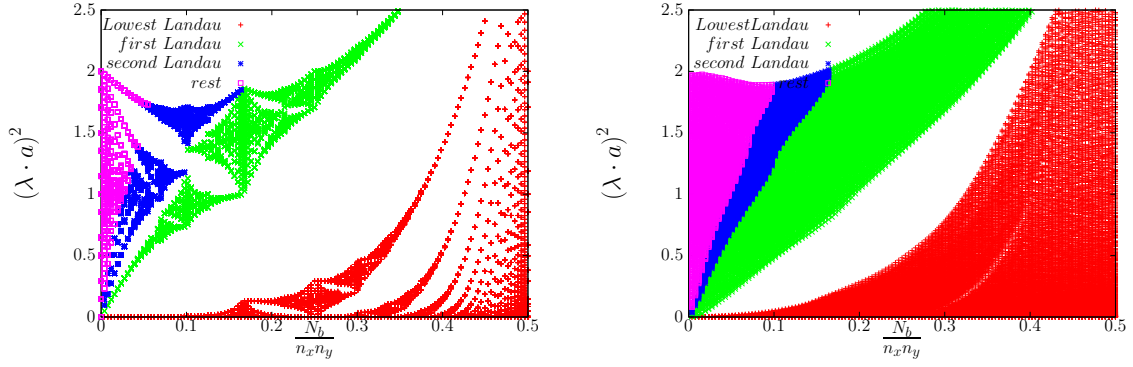 Lowest Landau
first Landau
second Landau
rest
(λ · a)²
2.5
2
1.5
1
0.5
0
0 0.1 0.2 0.3 0.4 0.5
N_b
n_x n_y
LowestLandau
first Landau
second Landau
rest
(λ · a)²
2.5
2
1.5
1
0.5
0
0 0.1 0.2 0.3 0.4 0.5
N_b
n_x n_y